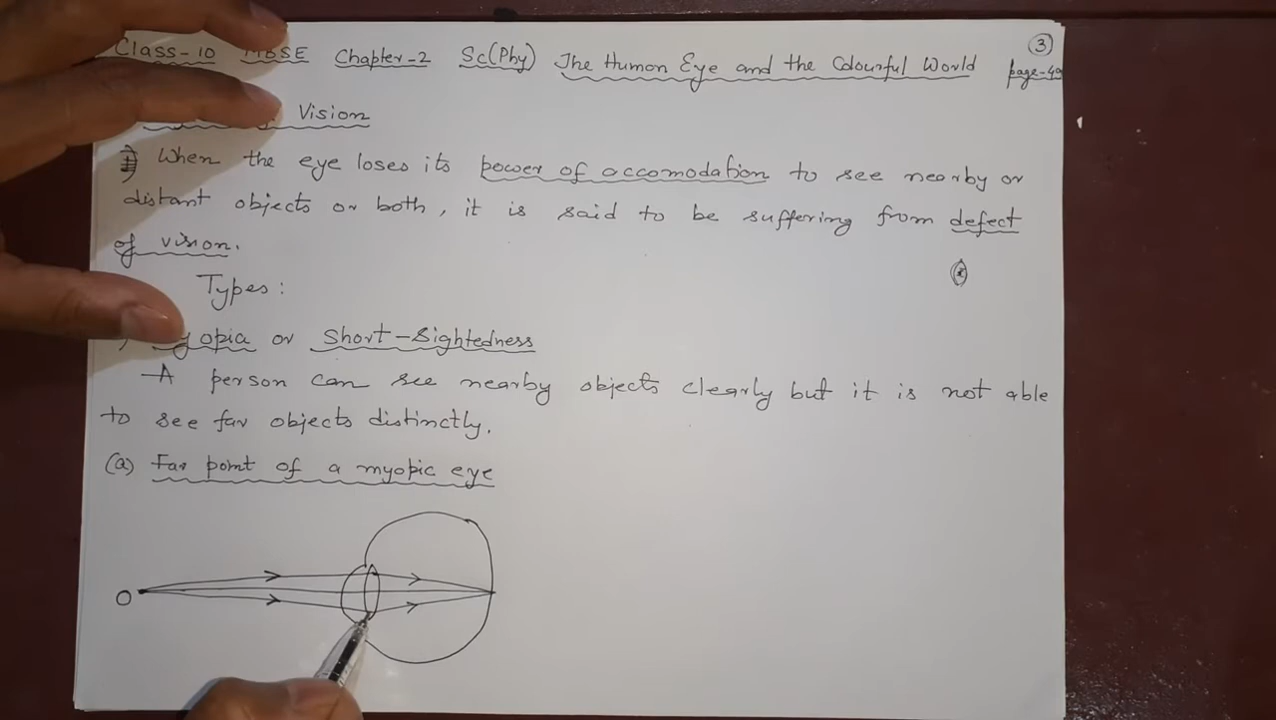 Class-10 MBSE Chapter-2 Sc(Phy) The Human Eye and the Colourful World
③
page-49
Vision
When the eye loses its power of accomodation to see nearby or
distant objects or both, it is said to be suffering from defect
of vision.
Types:
Myopia or Short-Sightedness
A person can see nearby objects clearly but it is not able
to see far objects distinctly.
(a) Far point of a myopic eye
O